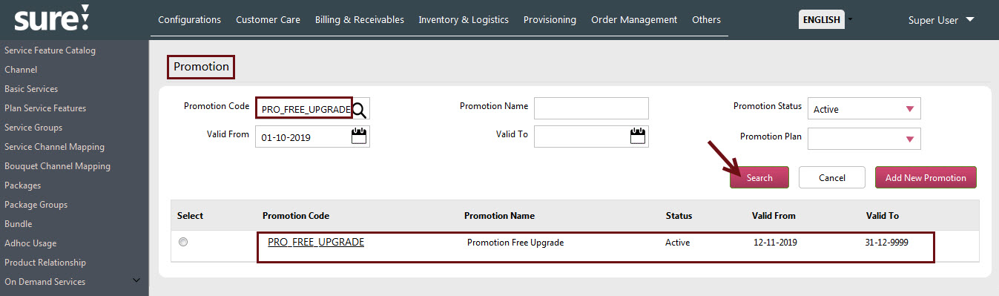 sure!
Configurations Customer Care Billing & Receivables Inventory & Logistics Provisioning Order Management Others ENGLISH Super User
Service Feature Catalog
Channel
Basic Services
Plan Service Features
Service Groups
Service Channel Mapping
Bouquet Channel Mapping
Packages
Package Groups
Bundle
Adhoc Usage
Product Relationship
On Demand Services
Promotion
Promotion Code PRO_FREE_UPGRADE Promotion Name Promotion Status Active
Valid From 01-10-2019 Valid To Promotion Plan
Search Cancel Add New Promotion
Select Promotion Code Promotion Name Status Valid From Valid To
PRO_FREE_UPGRADE Promotion Free Upgrade Active 12-11-2019 31-12-9999